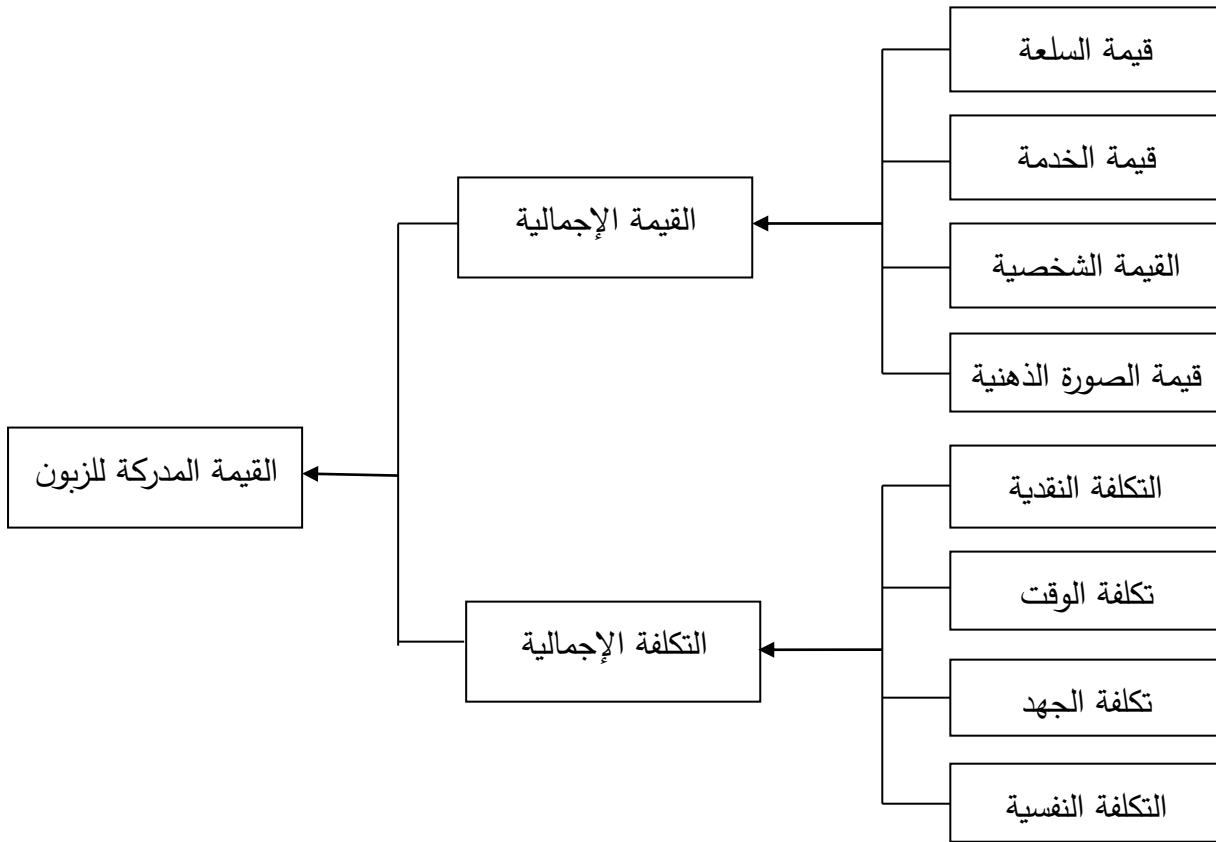 قيمة السلعة
قيمة الخدمة
القيمة الشخصية
قيمة الصورة الذهنية
القيمة الإجمالية
التكلفة النقدية
تكلفة الوقت
تكلفة الجهد
التكلفة النفسية
التكلفة الإجمالية
القيمة المدركة للزبون